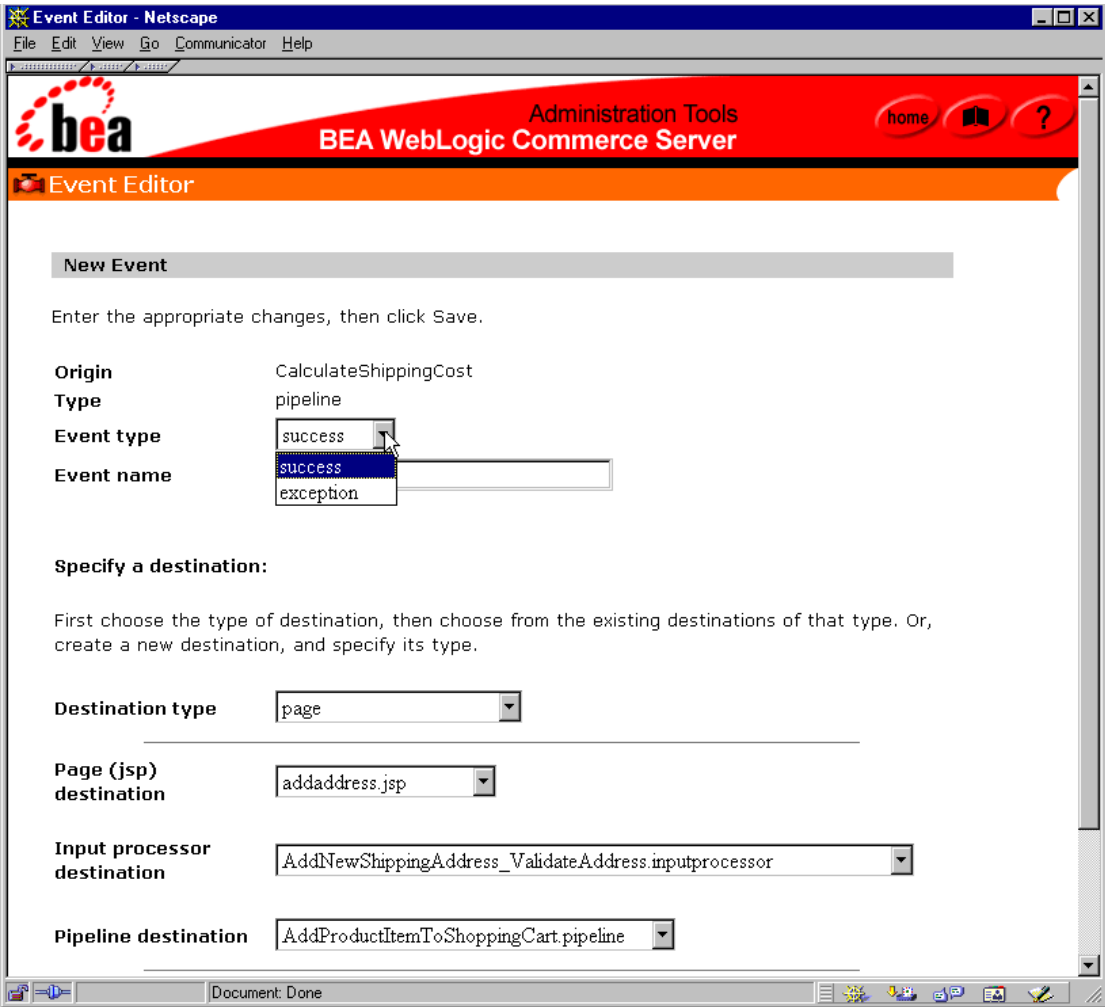 Event Editor - Netscape
File Edit View Go Communicator Help
bea
Administration Tools
BEA WebLogic Commerce Server
home
?
Event Editor
New Event
Enter the appropriate changes, then click Save.
Origin CalculateShippingCost
Type pipeline
Event type success
success
Event name
exception
Specify a destination:
First choose the type of destination, then choose from the existing destinations of that type. Or,
create a new destination, and specify its type.
Destination type page
Page (jsp)
destination
addaddress.jsp
Input processor
destination
AddNewShippingAddress_ValidateAddress.inputprocessor
Pipeline destination AddProductItemToShoppingCart.pipeline
Document: Done